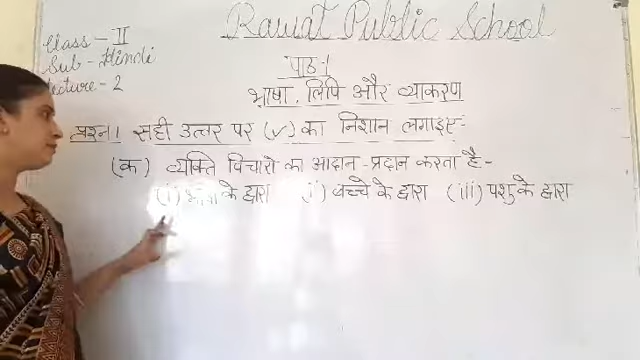 Rawat Public School
Class - II
Sub - Hindi
Lecture - 2
पाठ-1
भाषा, लिपि और व्याकरण
प्रश्न 1 सही उत्तर पर (✓) का निशान लगाइए-
(क) व्यक्ति विचारो का आदान-प्रदान करता है-
(i) भाषा के द्वारा (i) बच्चे के द्वारा (iii) पशु के द्वारा